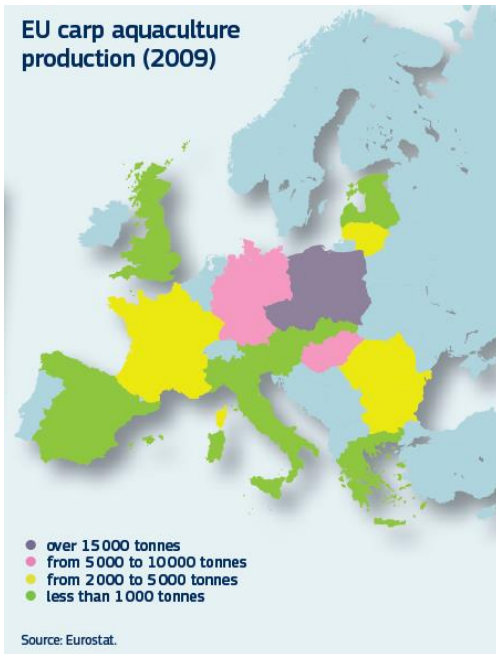 EU carp aquaculture
production (2009)
over 15 000 tonnes
from 5 000 to 10 000 tonnes
from 2 000 to 5 000 tonnes
less than 1 000 tonnes
Source: Eurostat.